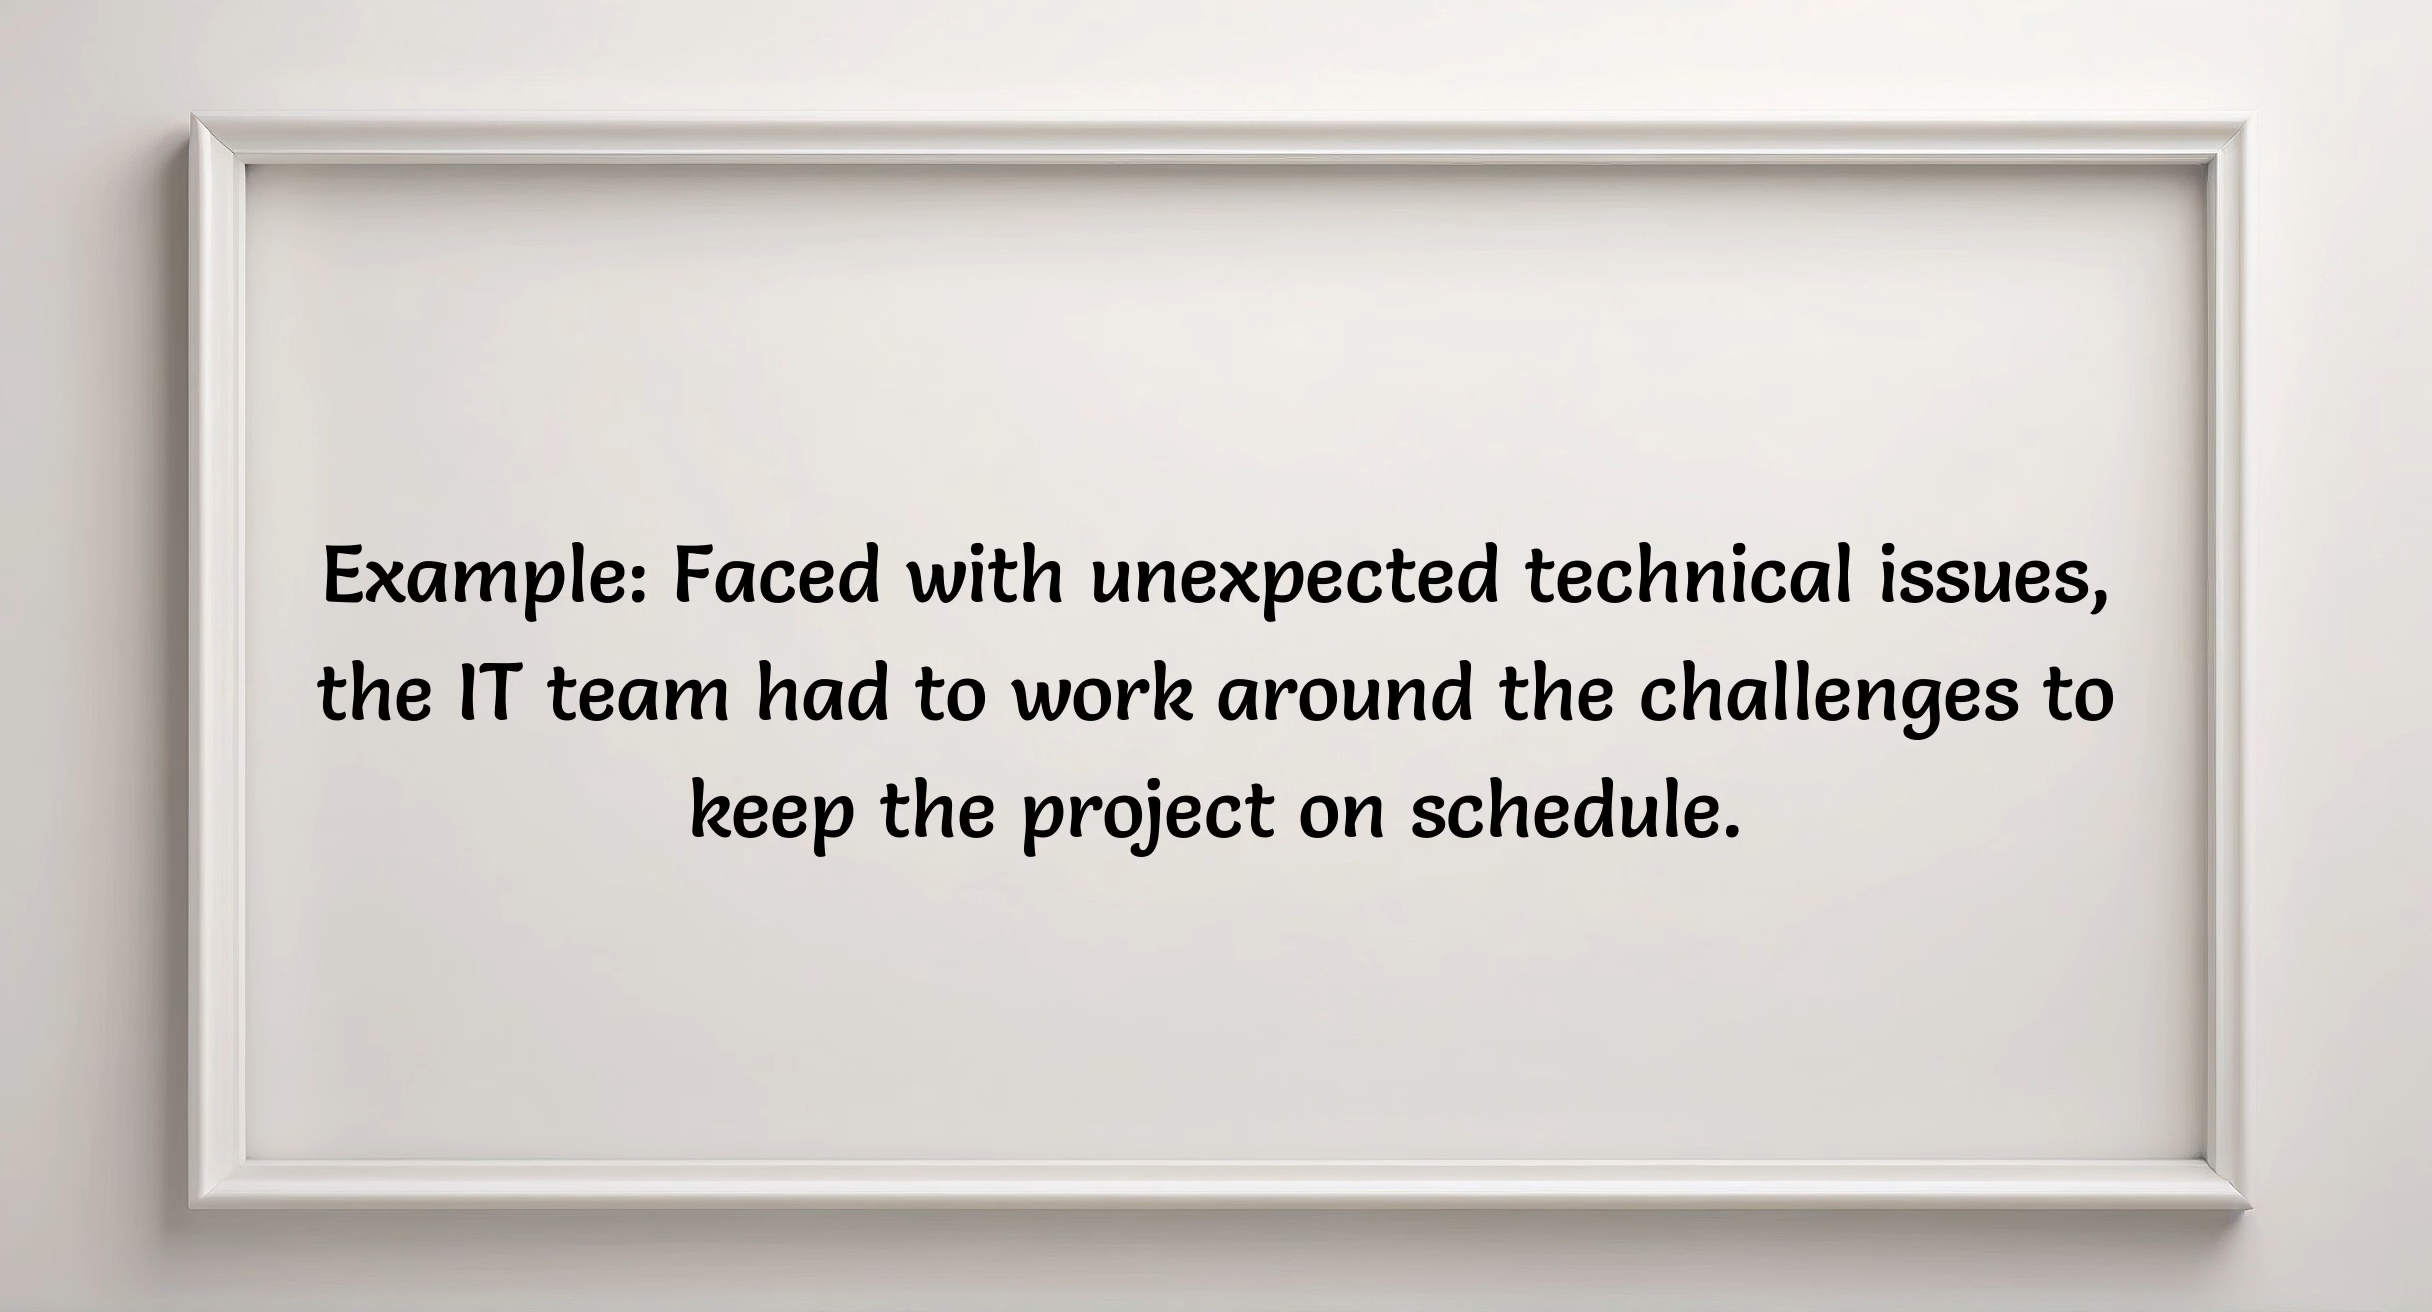 Example: Faced with unexpected technical issues,
the IT team had to work around the challenges to
keep the project on schedule.